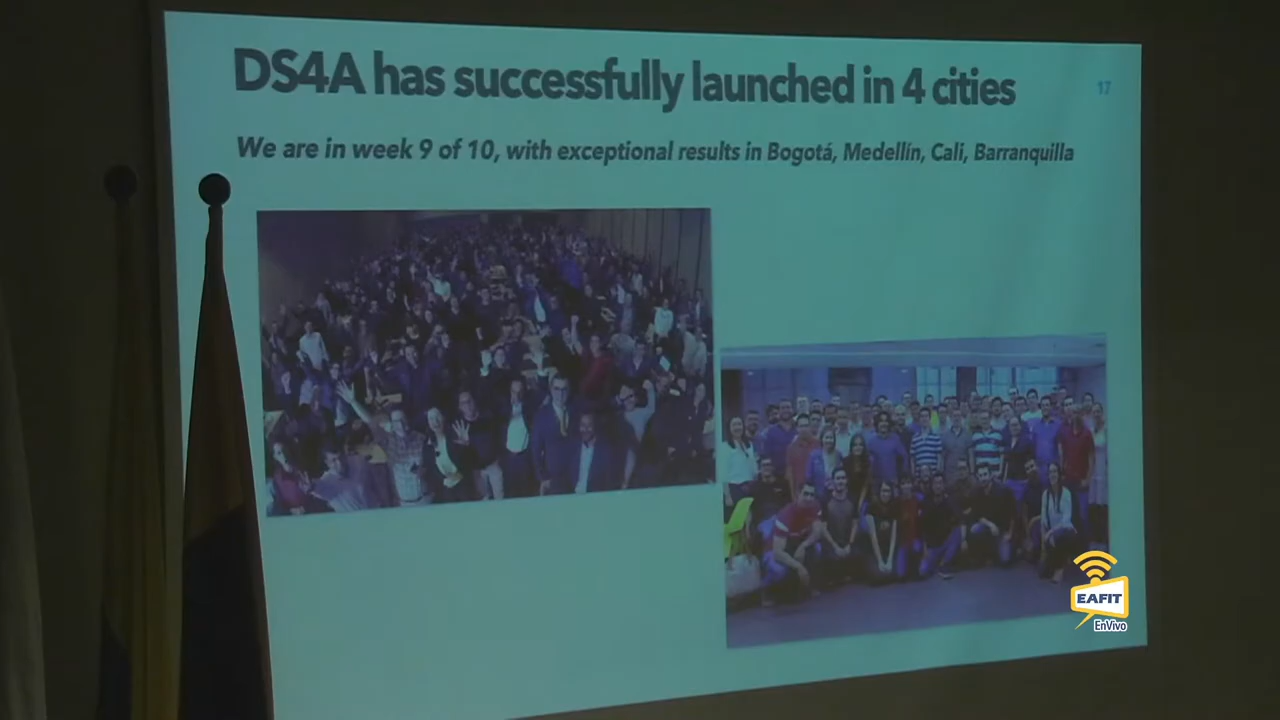 DS4A has successfully launched in 4 cities
17
We are in week 9 of 10, with exceptional results in Bogotá, Medellín, Cali, Barranquilla
EAFIT
EnVivo